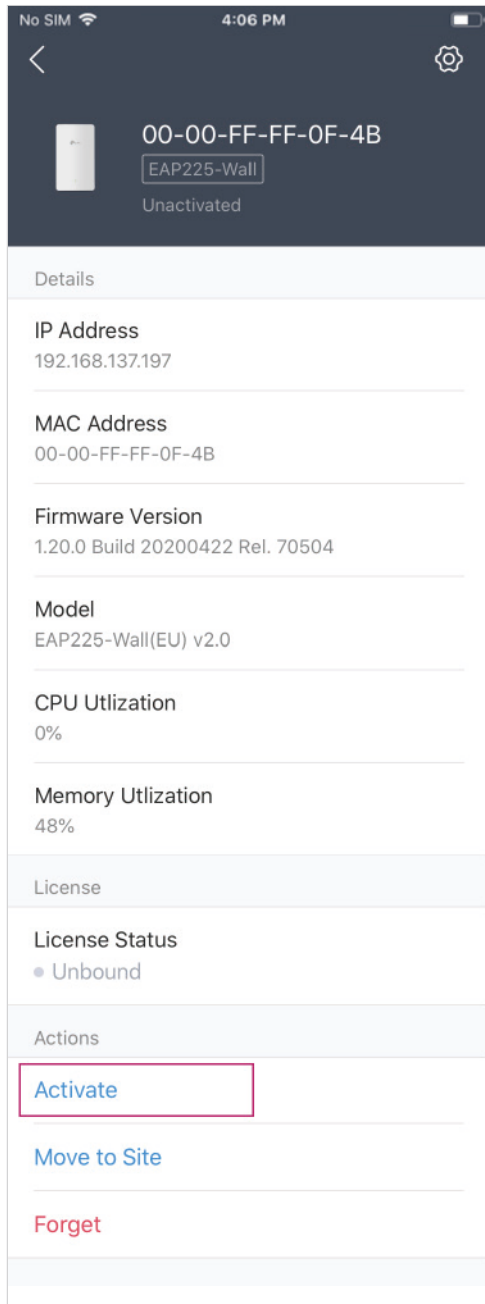 No SIM 4:06 PM
00-00-FF-FF-0F-4B
EAP225-Wall
Unactivated
Details
IP Address
192.168.137.197
MAC Address
00-00-FF-FF-0F-4B
Firmware Version
1.20.0 Build 20200422 Rel. 70504
Model
EAP225-Wall(EU) v2.0
CPU Utlization
0%
Memory Utlization
48%
License
License Status
Unbound
Actions
Activate
Move to Site
Forget